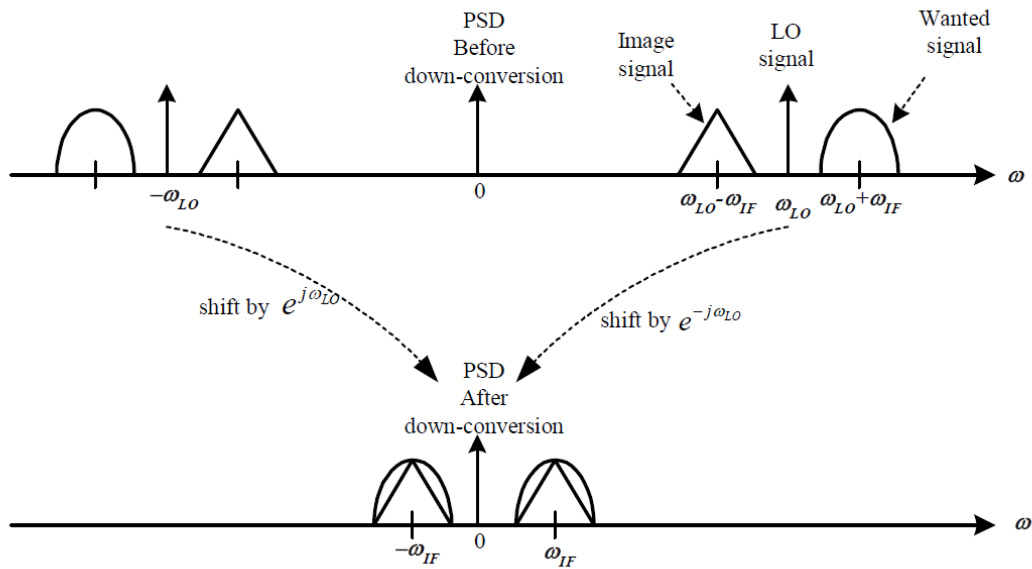 PSD
Before
down-conversion
Image
signal
LO
signal
Wanted
signal
-ω_LO
0
ω_LO-ω_IF
ω_LO
ω_LO+ω_IF
ω
shift by e^{jω_LO}
shift by e^{-jω_LO}
PSD
After
down-conversion
-ω_IF
0
ω_IF
ω